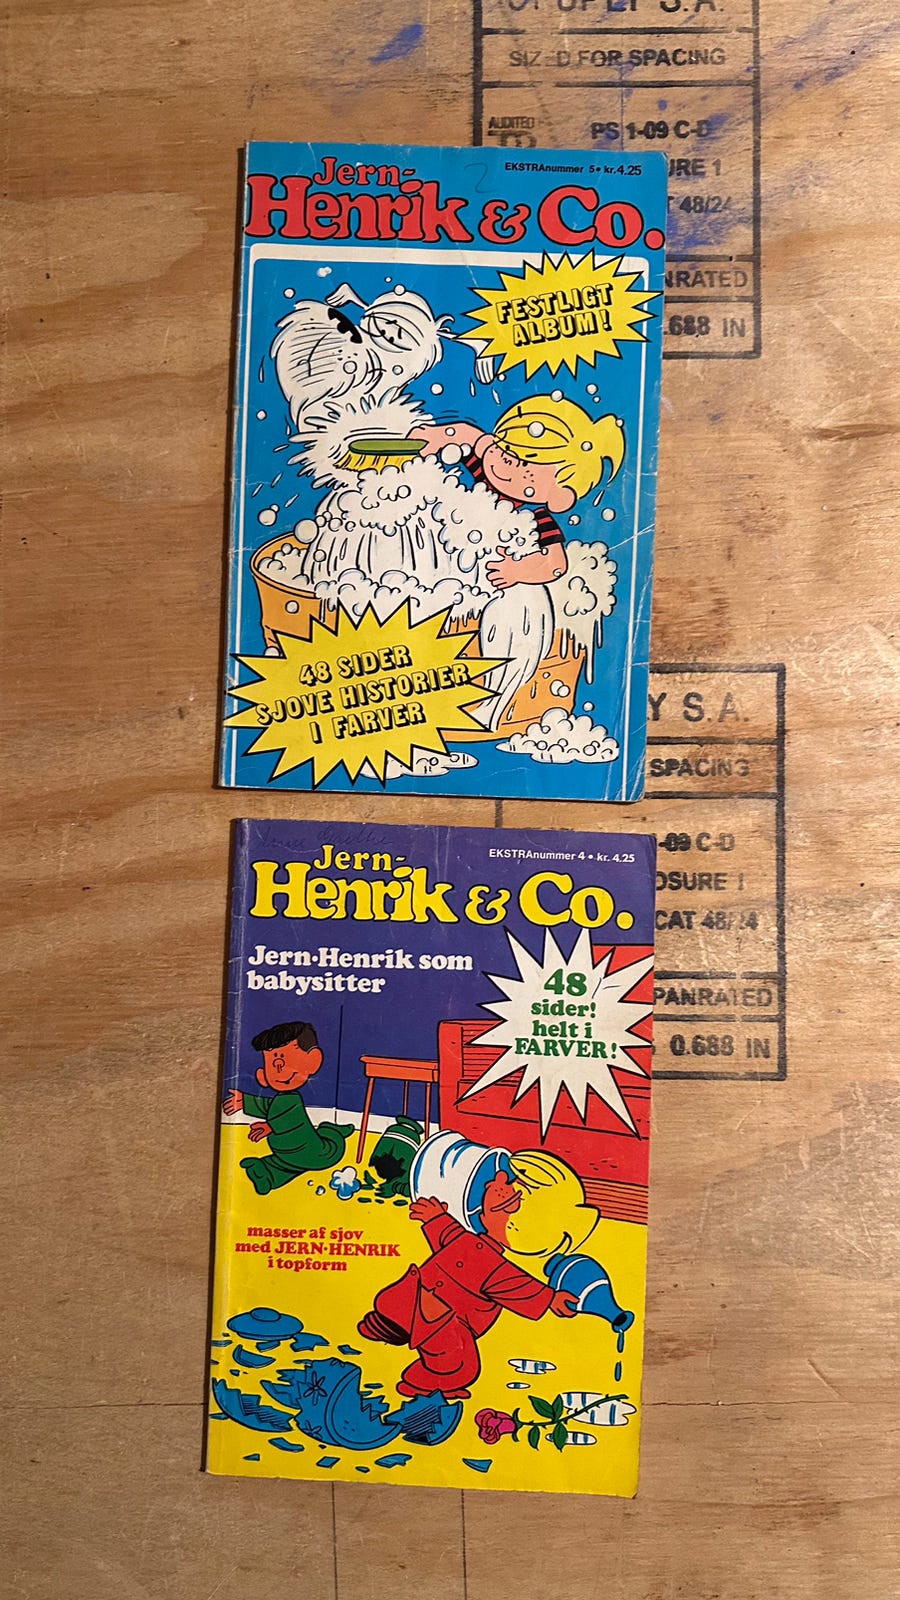 S.A.
FOR SPACING
AUDITED
PS 1-09 C-D
URE 1
48/24
NRATED
.688 IN
Jern-
Henrik & Co.
EKSTRAnummer 5 • kr. 4.25
2
FESTLIGT
ALBUM!
48 SIDER
SJOVE HISTORIER
I FARVER
Y S.A.
SPACING
-09 C-D
OSURE 1
CAT 48/24
PANRATED
0.688 IN
Jern-
Henrik & Co.
EKSTRAnummer 4 • kr. 4.25
Jern-Henrik som
babysitter
48
sider!
helt i
FARVER!
masser af sjov
med JERN-HENRIK
i topform